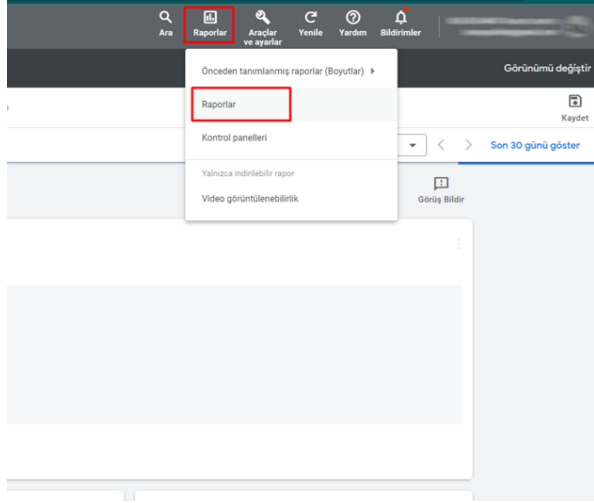 Ara
Raporlar
Araçlar
ve ayarlar
Yenile
Yardım
Bildirimler
Önceden tanımlanmış raporlar (Boyutlar)
Görünümü değiştir
Raporlar
Kaydet
Kontrol panelleri
Son 30 günü göster
Yalnızca indirilebilir rapor
Video görüntülenebilirlik
Görüş Bildir